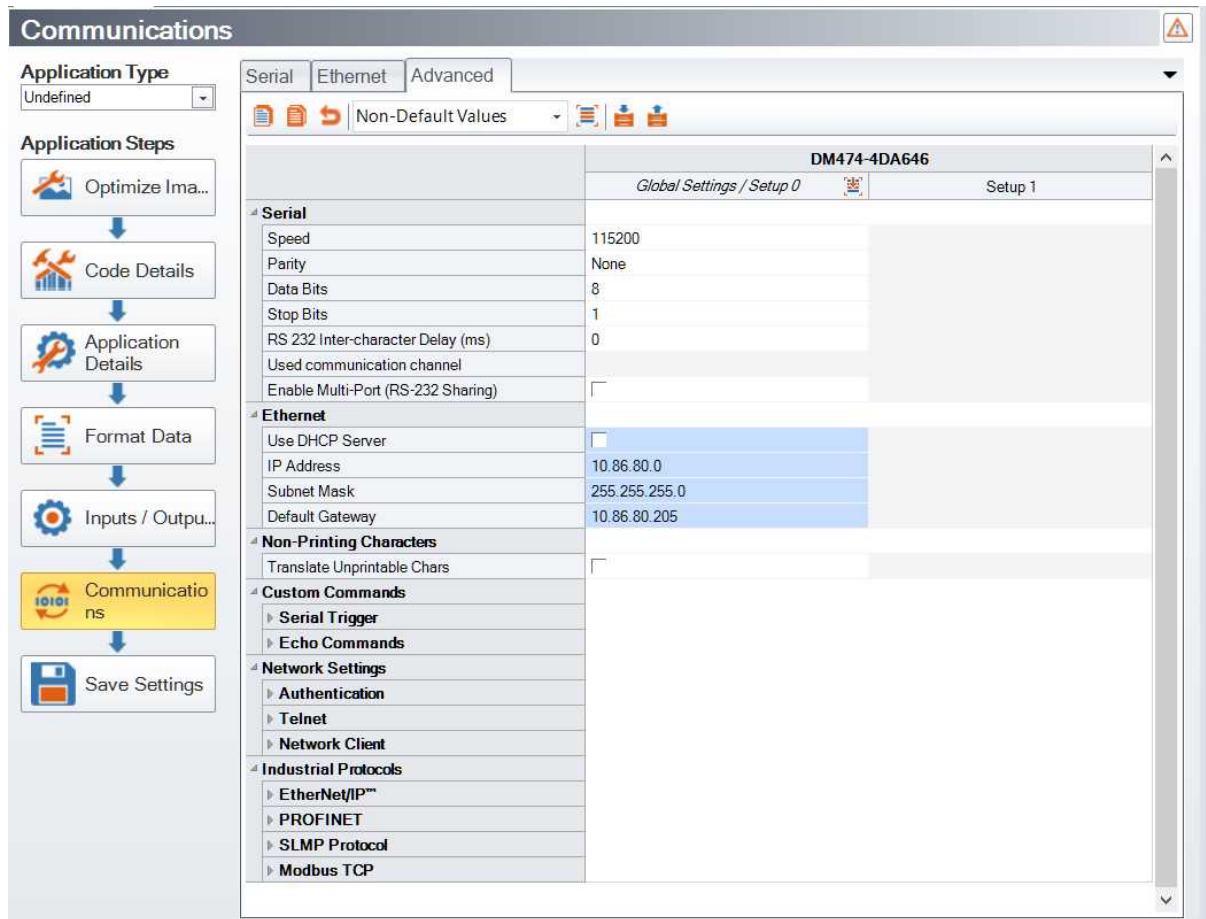 Communications
Application Type
Undefined
Application Steps
Optimize Ima...
Code Details
Application
Details
Format Data
Inputs / Outpu...
Communicatio
ns
Save Settings
Serial Ethernet Advanced
Non-Default Values
DM474-4DA646
Global Settings / Setup 0 Setup 1
Serial
Speed 115200
Parity None
Data Bits 8
Stop Bits 1
RS 232 Inter-character Delay (ms) 0
Used communication channel
Enable Multi-Port (RS-232 Sharing)
Ethernet
Use DHCP Server
IP Address 10.86.80.0
Subnet Mask 255.255.255.0
Default Gateway 10.86.80.205
Non-Printing Characters
Translate Unprintable Chars
Custom Commands
Serial Trigger
Echo Commands
Network Settings
Authentication
Telnet
Network Client
Industrial Protocols
EtherNet/IP™
PROFINET
SLMP Protocol
Modbus TCP